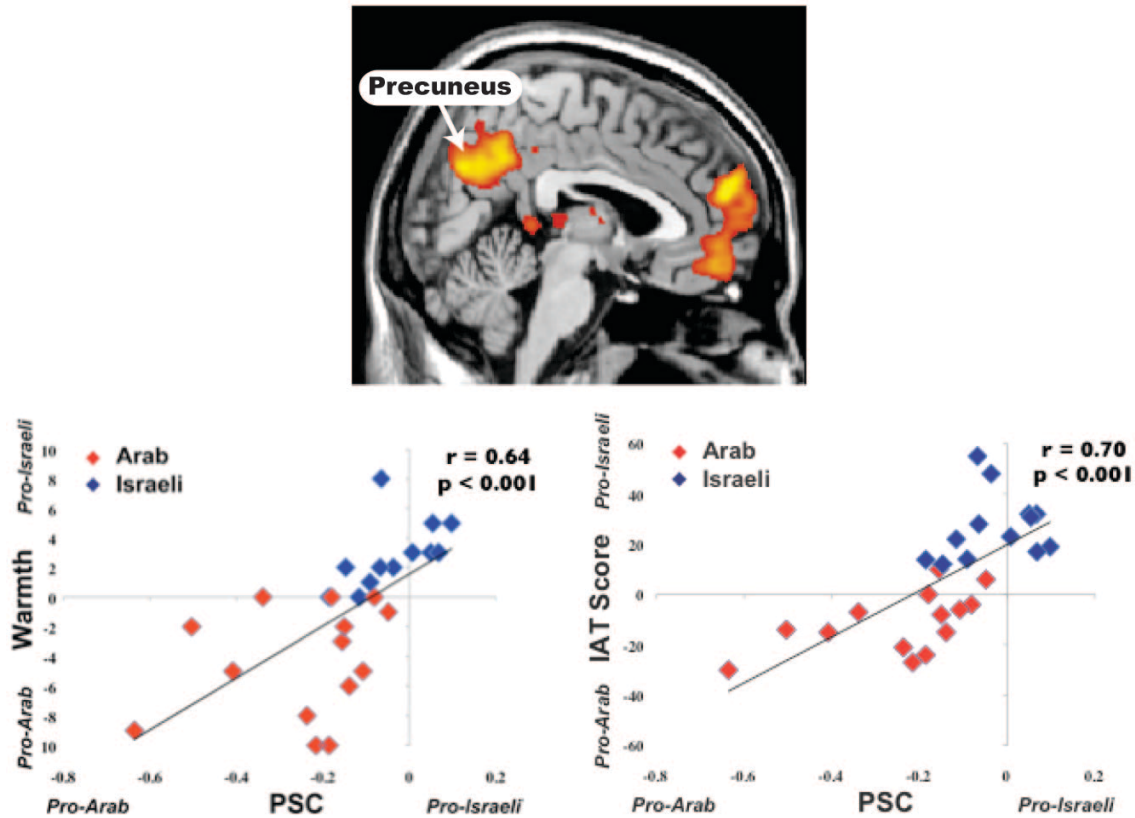 Precuneus
Pro-Israeli
Warmth
Pro-Arab
10
8
6
4
2
0
-2
-4
-6
-8
10
Arab
Israeli
r = 0.64
p < 0.001
-0.8
-0.6
-0.4
-0.2
0
0.2
Pro-Arab
PSC
Pro-Israeli
Pro-Israeli
IAT Score
Pro-Arab
60
40
20
0
-20
-40
-60
Arab
Israeli
r = 0.70
p < 0.001
-0.8
-0.6
-0.4
-0.2
0
0.2
Pro-Arab
PSC
Pro-Israeli